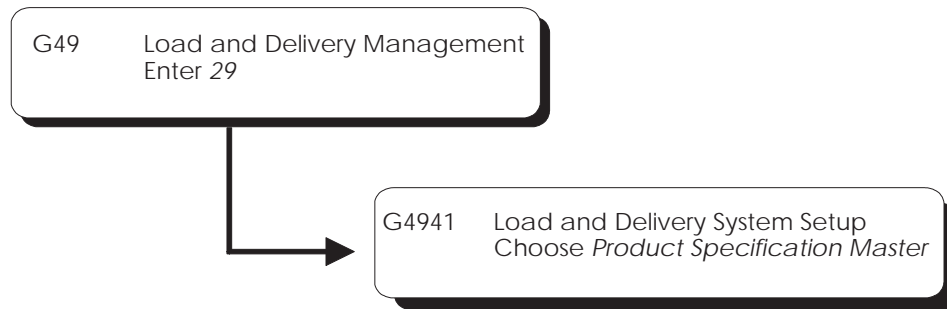 G49 Load and Delivery Management
Enter 29
G4941 Load and Delivery System Setup
Choose Product Specification Master